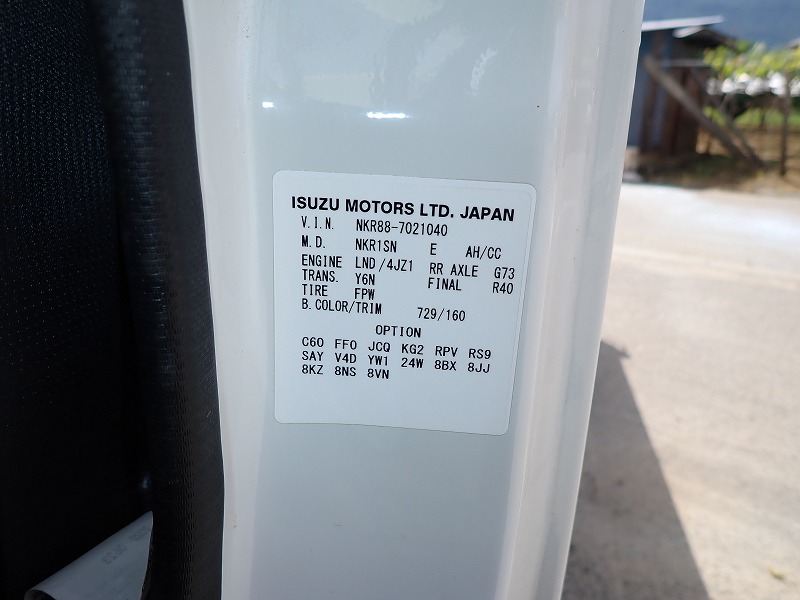 ISUZU MOTORS LTD. JAPAN
V.I.N. NKR88-7021040
M.D. NKR1SN E AH/CC
ENGINE LND/4JZ1 RR AXLE G73
TRANS. Y6N FINAL R40
TIRE FPW
B.COLOR/TRIM 729/160
OPTION
C60 FF0 JCQ KG2 RPV RS9
SAY V4D YW1 24W 8BX 8JJ
8KZ 8NS 8VN